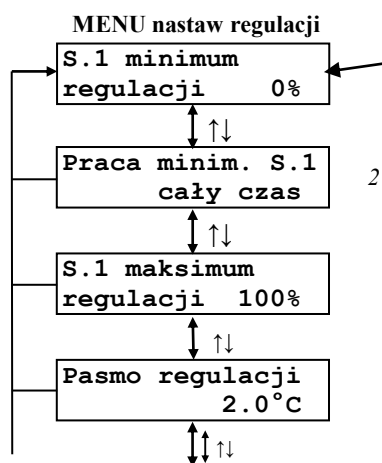 MENU nastaw regulacji
S.1 minimum
regulacji 0%
↑↓
Praca minim. S.1
cały czas
2
↑↓
S.1 maksimum
regulacji 100%
↑↓
Pasmo regulacji
2.0°C
↑↓